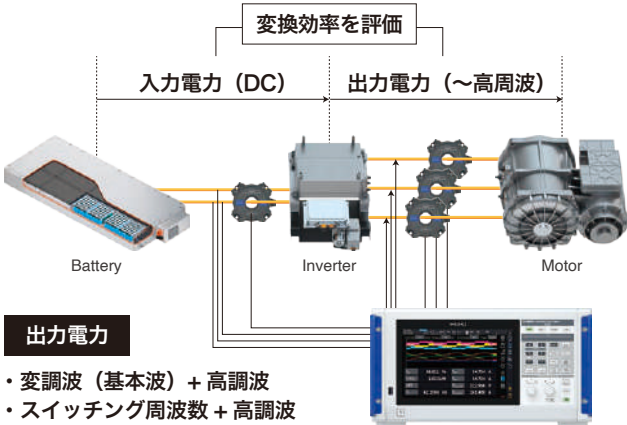 変換効率を評価
入力電力（DC）
出力電力（～高周波）
Battery
Inverter
Motor
出力電力
・変調波（基本波）+ 高調波
・スイッチング周波数 + 高調波